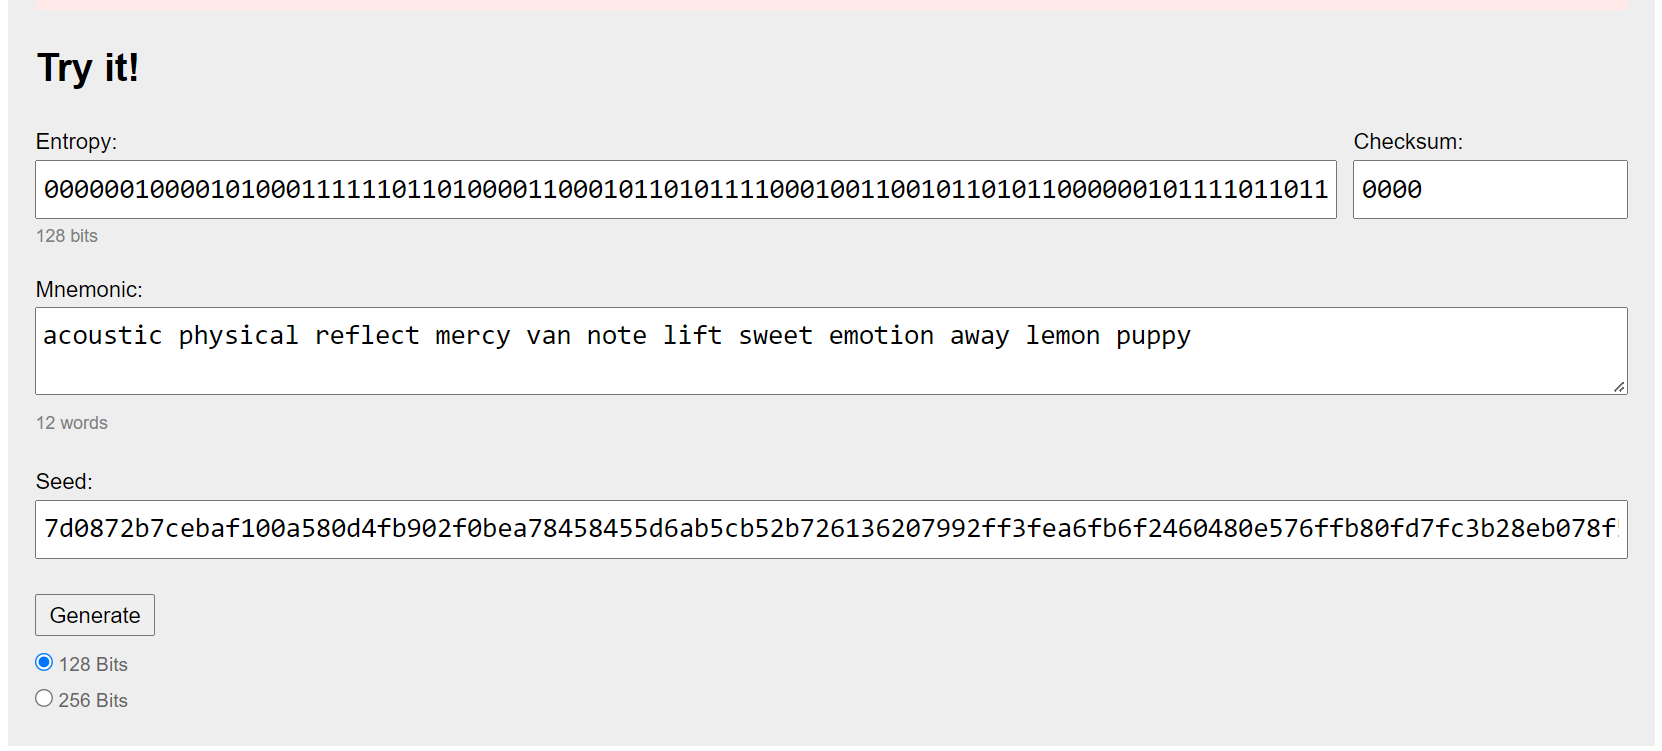 Try it!
Entropy: Checksum:
0000001000010100011111101101000011000101101011110001001100101101011000000101111011011 0000
128 bits
Mnemonic:
acoustic physical reflect mercy van note lift sweet emotion away lemon puppy
12 words
Seed:
7d0872b7cebaf100a580d4fb902f0bea78458455d6ab5cb52b726136207992ff3fea6fb6f2460480e576ffb80fd7fc3b28eb078f
Generate
128 Bits
256 Bits